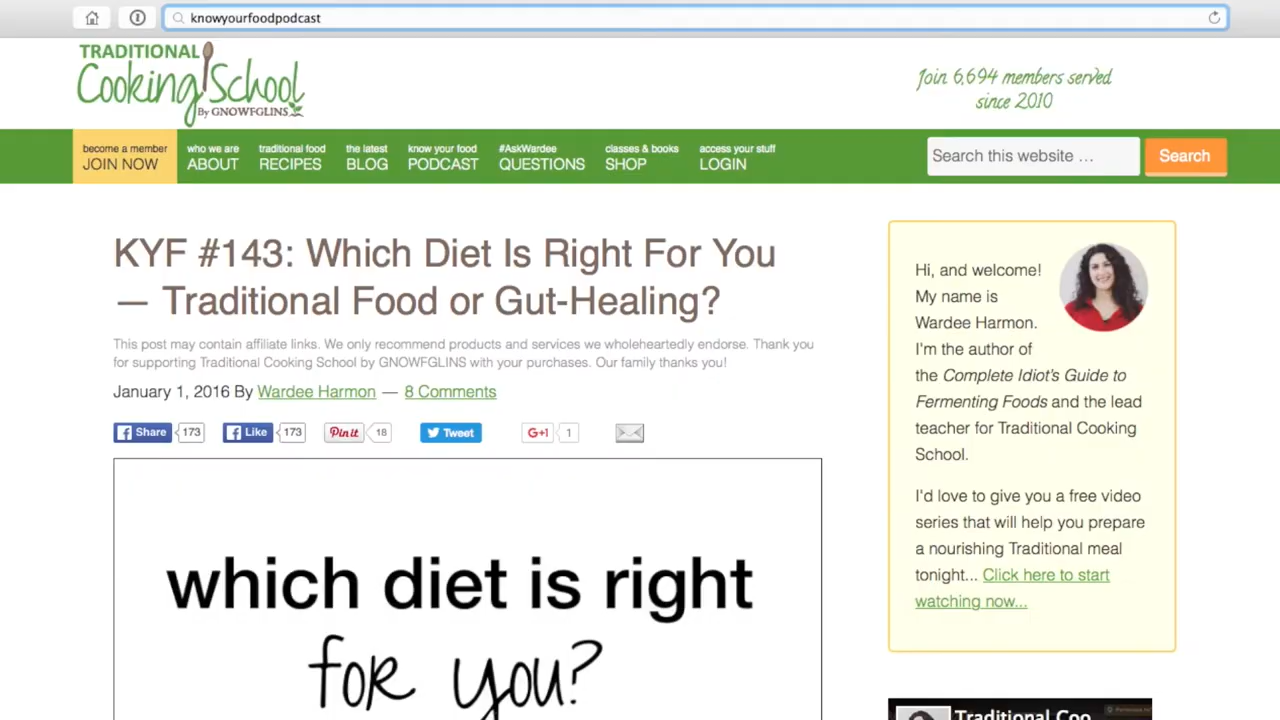 knowyourfoodpodcast
TRADITIONAL
Cooking School
By GNOWFGLINS
Join 6,694 members served
since 2010
become a member
JOIN NOW
who we are
ABOUT
traditional food
RECIPES
the latest
BLOG
know your food
PODCAST
#AskWardee
QUESTIONS
classes & books
SHOP
access your stuff
LOGIN
Search this website ...
Search
KYF #143: Which Diet Is Right For You
— Traditional Food or Gut-Healing?
This post may contain affiliate links. We only recommend products and services we wholeheartedly endorse. Thank you
for supporting Traditional Cooking School by GNOWFGLINS with your purchases. Our family thanks you!
January 1, 2016 By Wardee Harmon — 8 Comments
Share 173 Like 173 Pin it 18 Tweet G+1 1
which diet is right
for you?
Hi, and welcome!
My name is
Wardee Harmon.
I'm the author of
the Complete Idiot's Guide to
Fermenting Foods and the lead
teacher for Traditional Cooking
School.
I'd love to give you a free video
series that will help you prepare
a nourishing Traditional meal
tonight... Click here to start
watching now...
Traditional Coo